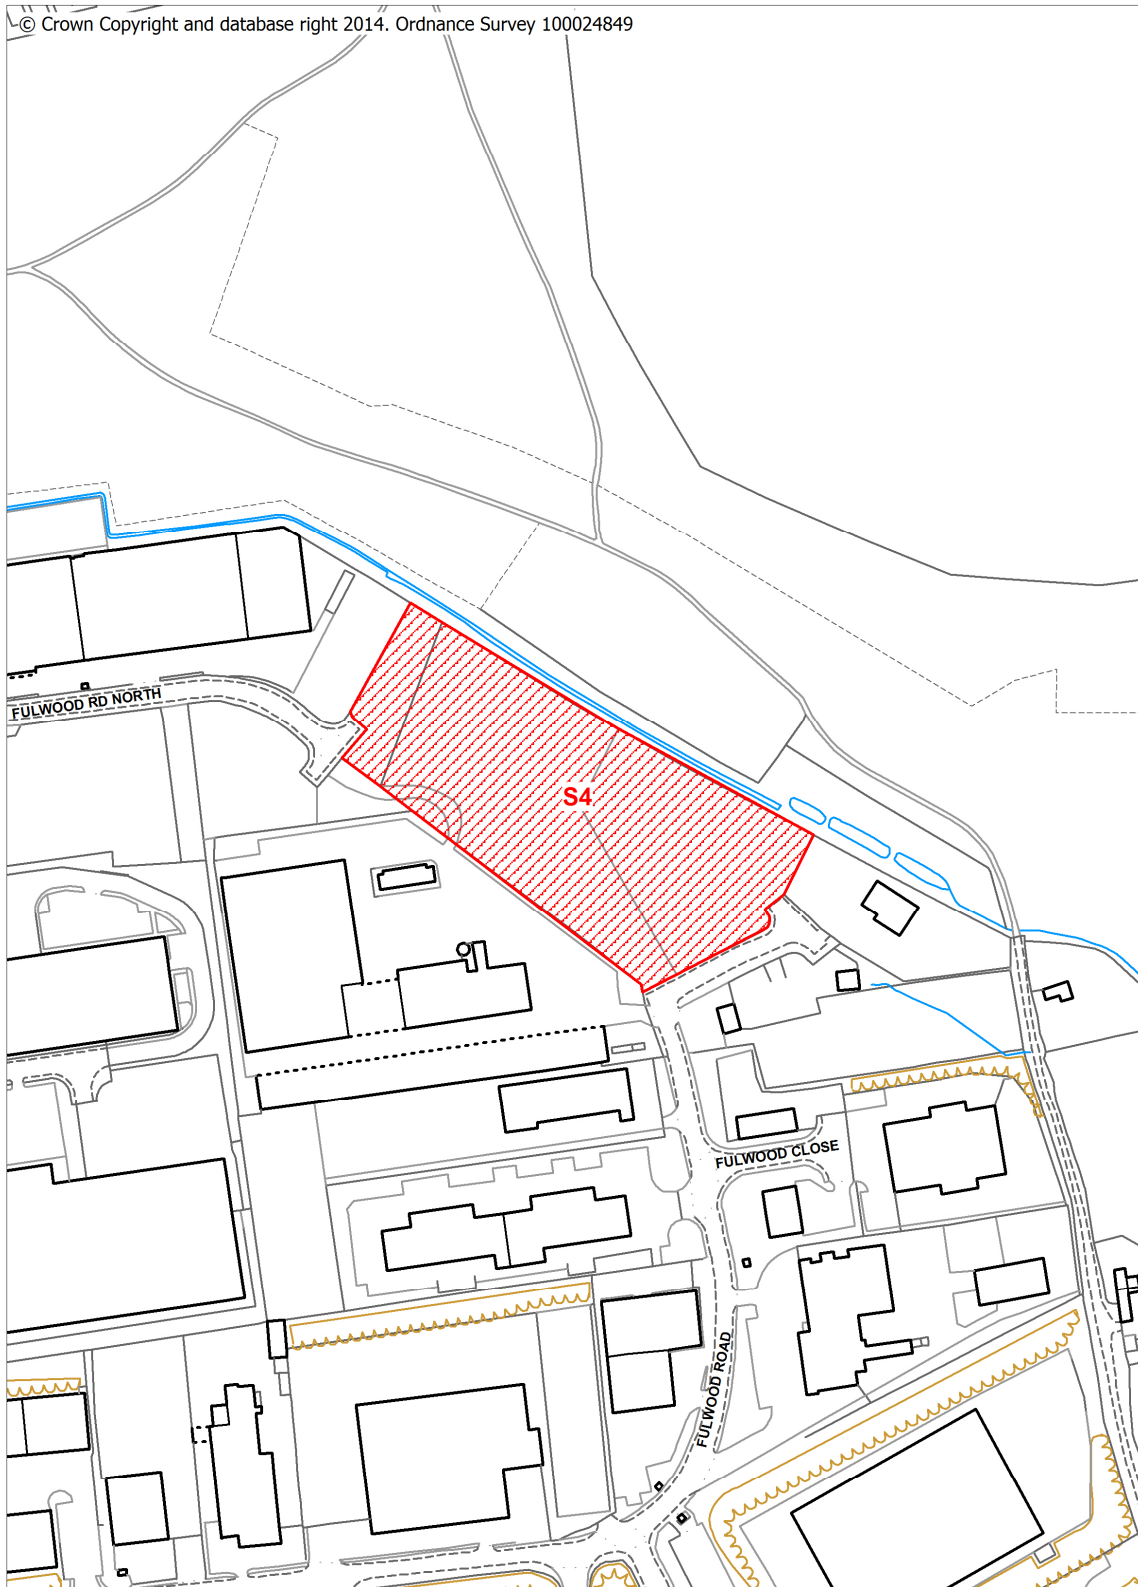 © Crown Copyright and database right 2014. Ordnance Survey 100024849
FULWOOD RD NORTH
S4
FULWOOD CLOSE
FULWOOD ROAD